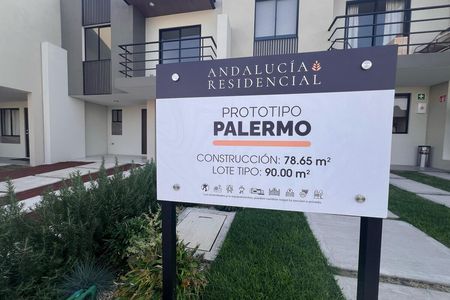 ANDALUCÍA
RESIDENCIAL
PROTOTIPO
PALERMO
CONSTRUCCIÓN: 78.65 m²
LOTE TIPO: 90.00 m²